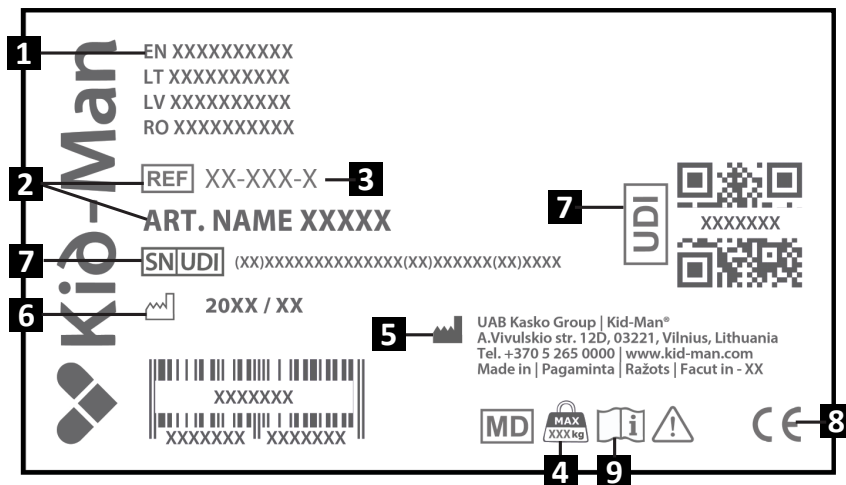 Kid-Man
1
EN XXXXXXXXXX
LT XXXXXXXXXX
LV XXXXXXXXXX
RO XXXXXXXXXX
2
REF XX-XXX-X 3
ART. NAME XXXXX
7
UDI
XXXXXXX
7
SN UDI (XX)XXXXXXXXXXXXXX(XX)XXXXXX(XX)XXXX
6
20XX / XX
5
UAB Kasko Group | Kid-Man®
A.Vivulskio str. 12D, 03221, Vilnius, Lithuania
Tel. +370 5 265 0000 | www.kid-man.com
Made in | Pagaminta | Ražots | Facut in - XX
XXXXXXX
XXXXXXX XXXXXXX
MD
MAX
XXX kg
i
!
CE
8
4
9